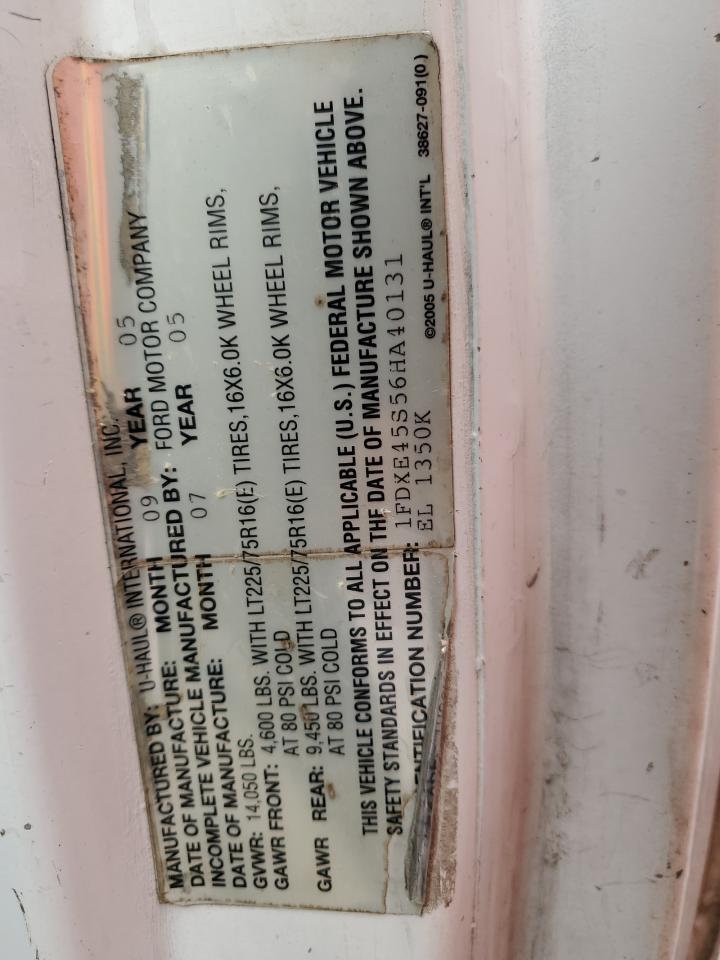 MANUFACTURED BY: U-HAUL® INTERNATIONAL, INC.
DATE OF MANUFACTURE: MONTH 09 YEAR 05
INCOMPLETE VEHICLE MANUFACTURED BY: FORD MOTOR COMPANY
DATE OF MANUFACTURE: MONTH 07 YEAR 05
GVWR: 14,050 LBS.
GAWR FRONT: 4,600 LBS. WITH LT225/75R16(E) TIRES,16X6.0K WHEEL RIMS,
AT 80 PSI COLD
GAWR REAR: 9,450 LBS. WITH LT225/75R16(E) TIRES,16X6.0K WHEEL RIMS,
AT 80 PSI COLD
THIS VEHICLE CONFORMS TO ALL APPLICABLE (U.S.) FEDERAL MOTOR VEHICLE
SAFETY STANDARDS IN EFFECT ON THE DATE OF MANUFACTURE SHOWN ABOVE.
NUMBER: 1FDXE45S56HA40131
EL 1350K
©2005 U-HAUL® INT'L 38627-091(0)